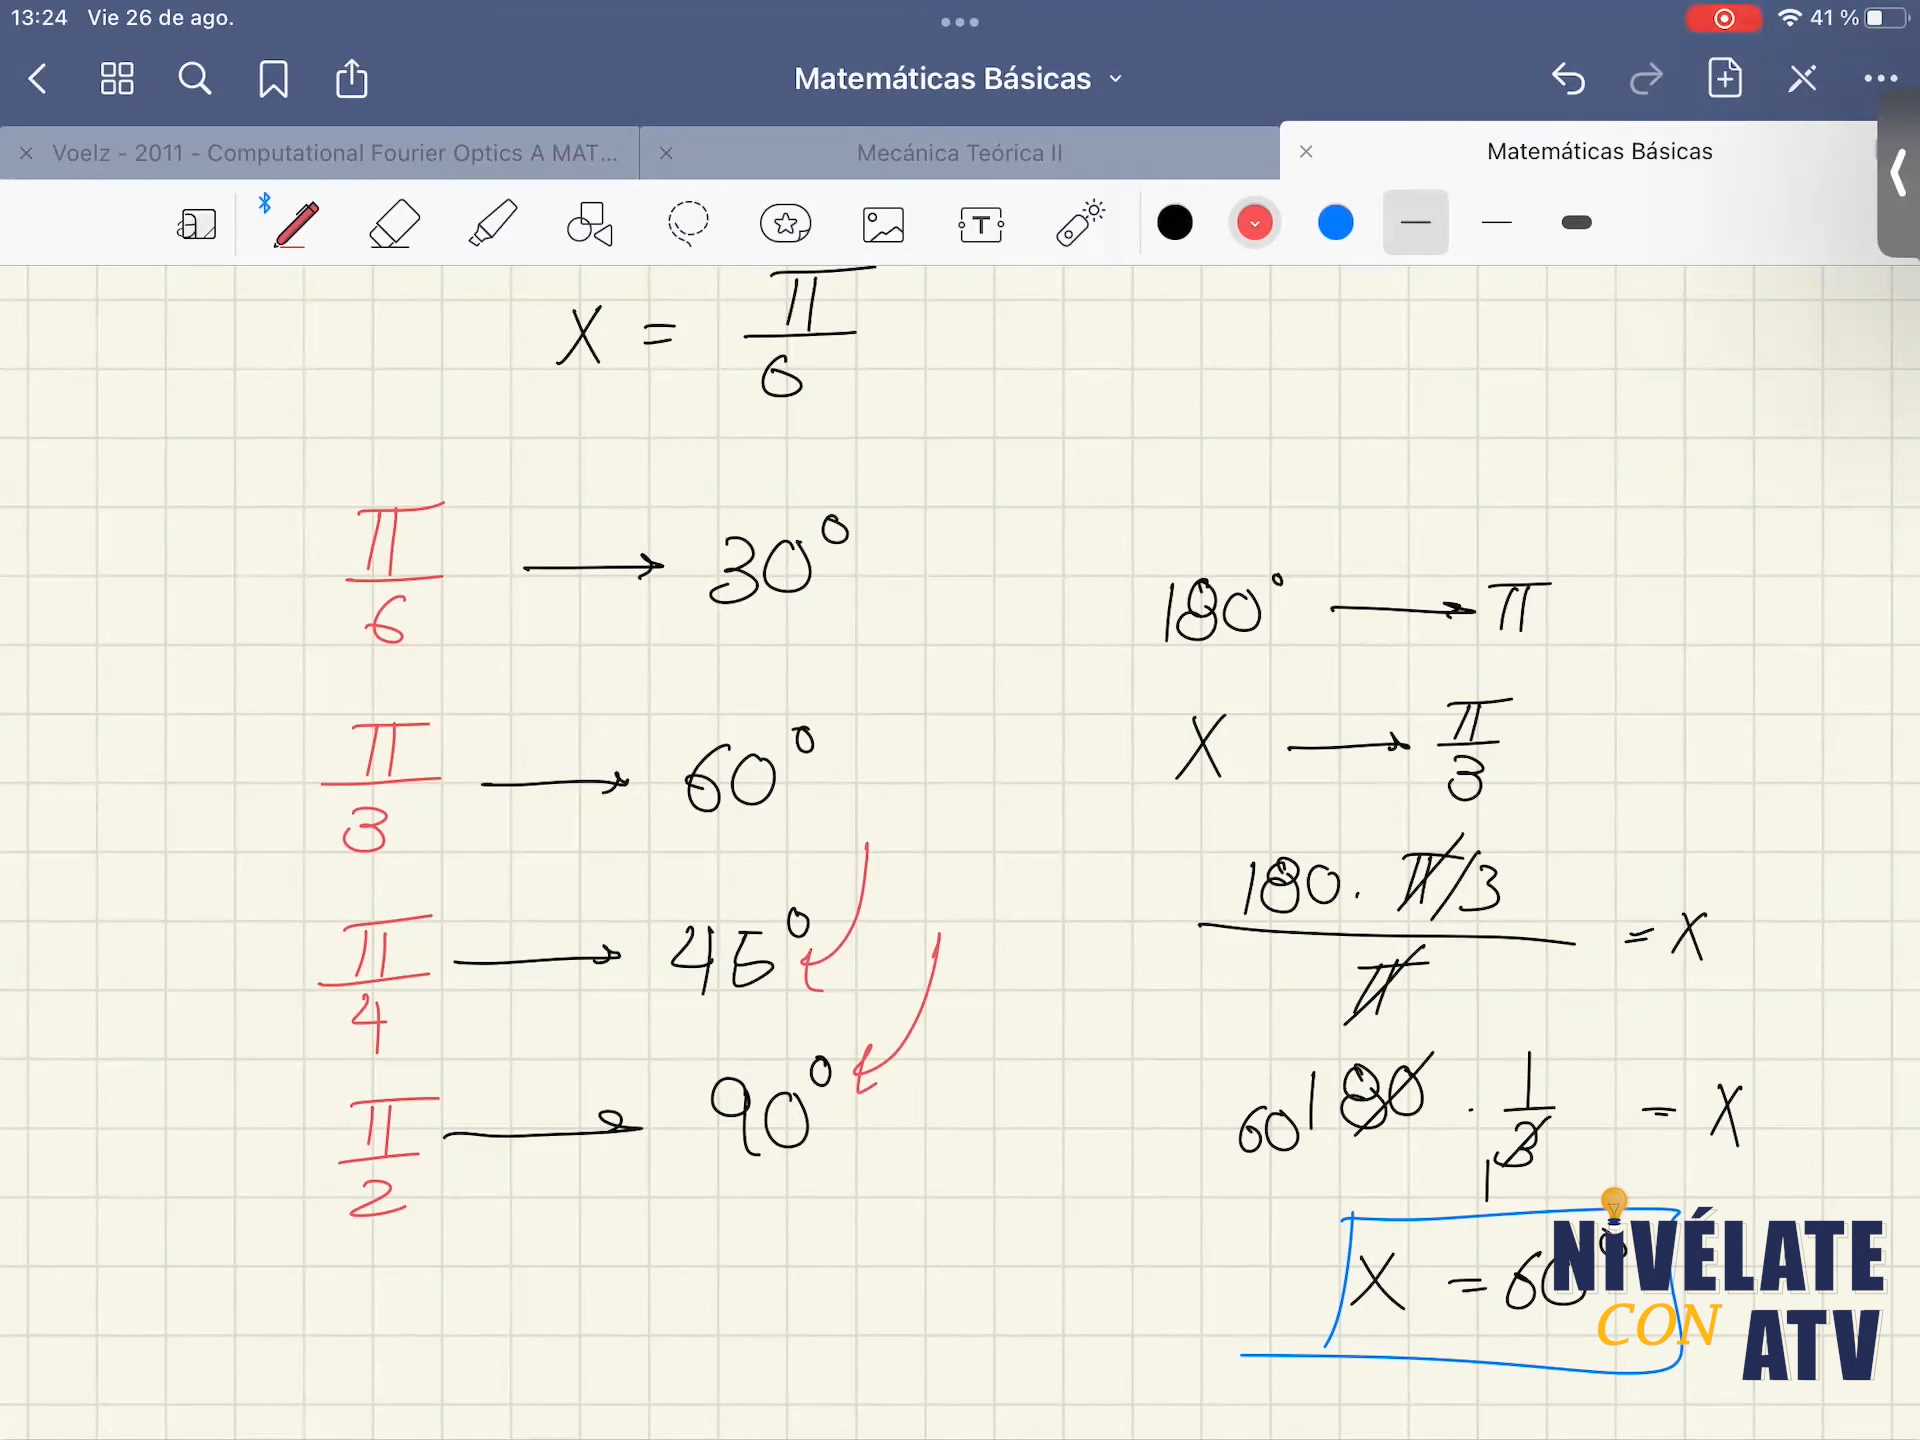 13:24 Vie 26 de ago.
41 %
Matemáticas Básicas
Voelz - 2011 - Computational Fourier Optics A MAT...
Mecánica Teórica II
Matemáticas Básicas
T
X = π/6
π/6 → 30°
180° → π
π/3 → 60°
X → π/3
180 · π/3 / π = X
π/4 → 45°
60 180 · 1/3 1 = X
π/2 → 90°
X = 60°
NIVÉLATE
CON
ATV